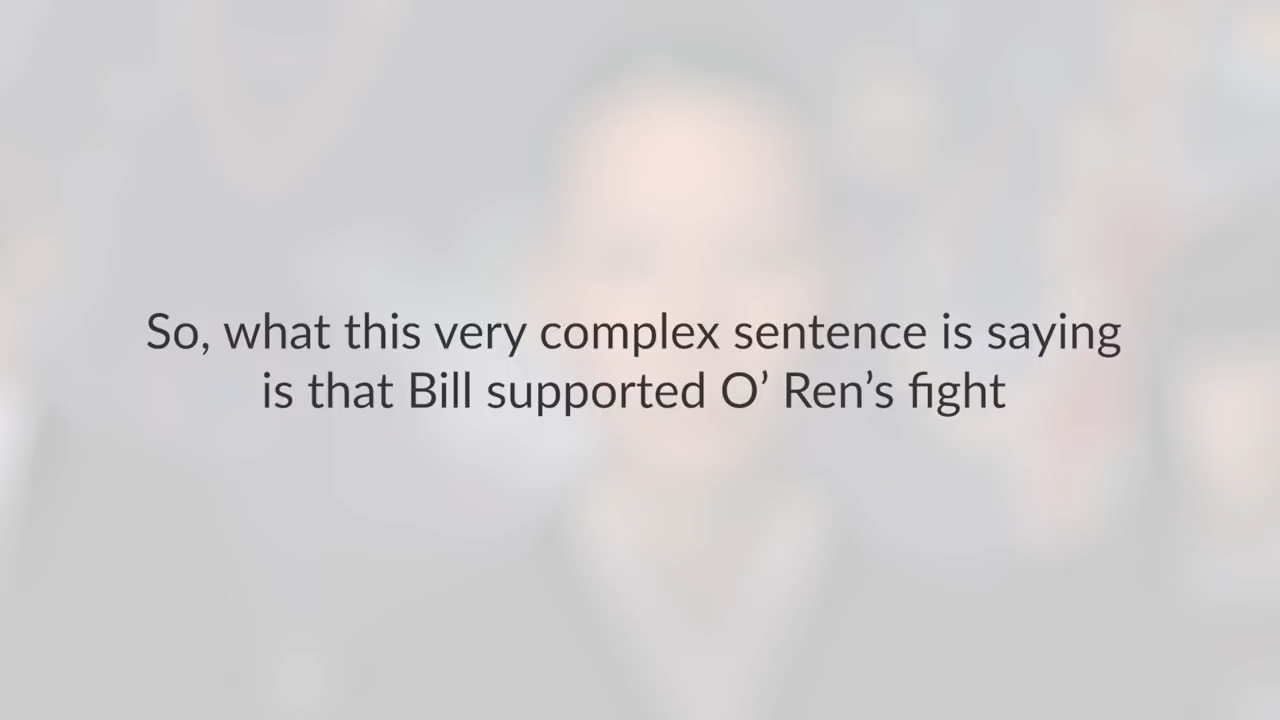 So, what this very complex sentence is saying
is that Bill supported O’ Ren’s fight